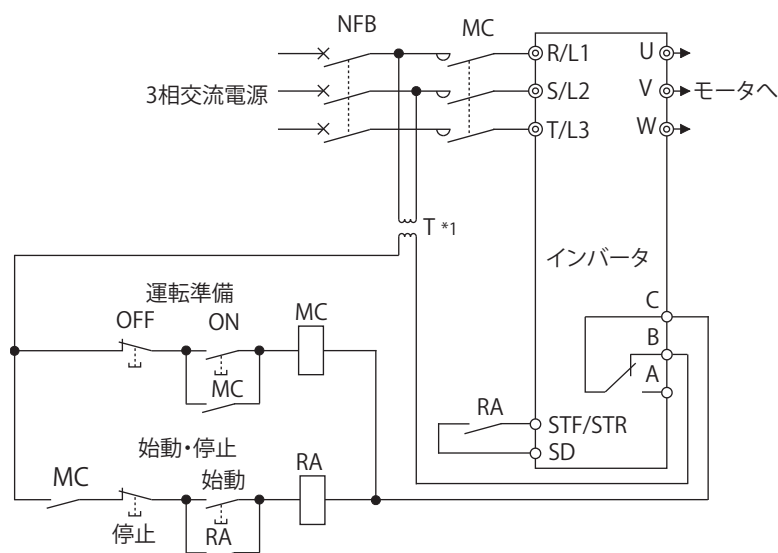 NFB
MC
R/L1
U
3相交流電源
S/L2
V
モータへ
T/L3
W
T *1
インバータ
運転準備
OFF
ON
MC
C
B
MC
A
RA
STF/STR
SD
始動・停止
MC
始動
RA
停止
RA